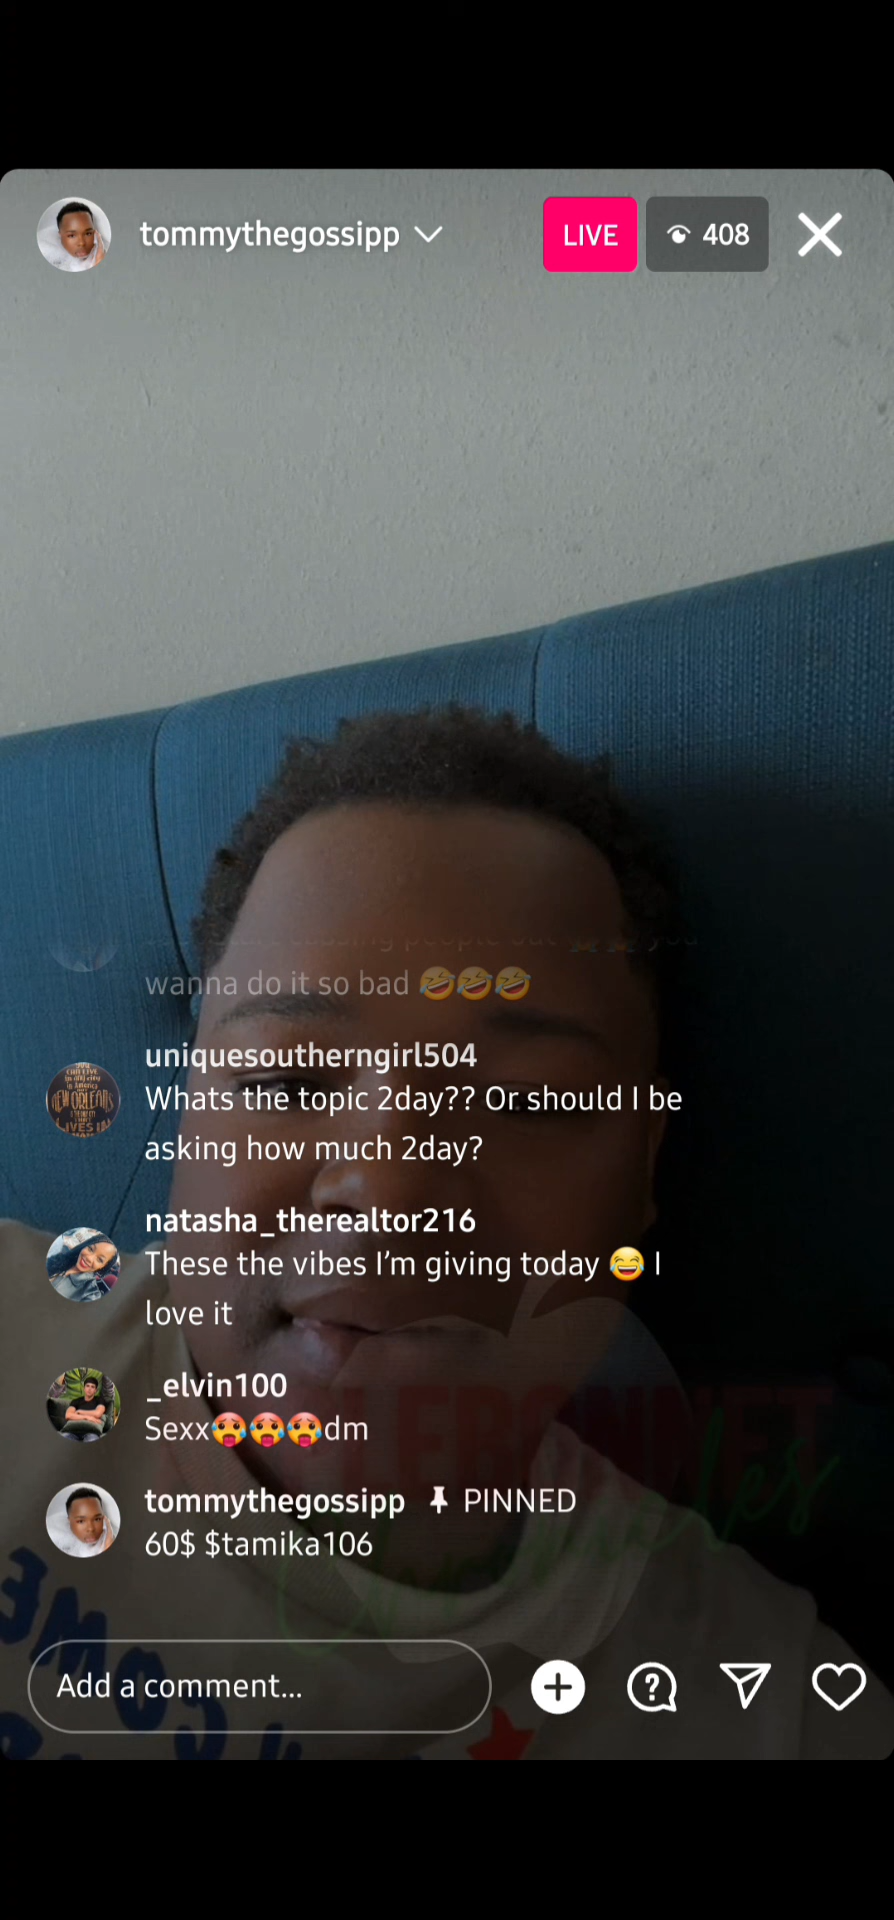 tommythegossipp
LIVE
408
wanna do it so bad 🤣🤣🤣
uniquesoutherngirl504
Whats the topic 2day?? Or should I be
asking how much 2day?
natasha_therealtor216
These the vibes I'm giving today 😂 I
love it
_elvin100
Sexx🥵🥵🥵dm
tommythegossipp PINNED
60$ $tamika106
Add a comment...